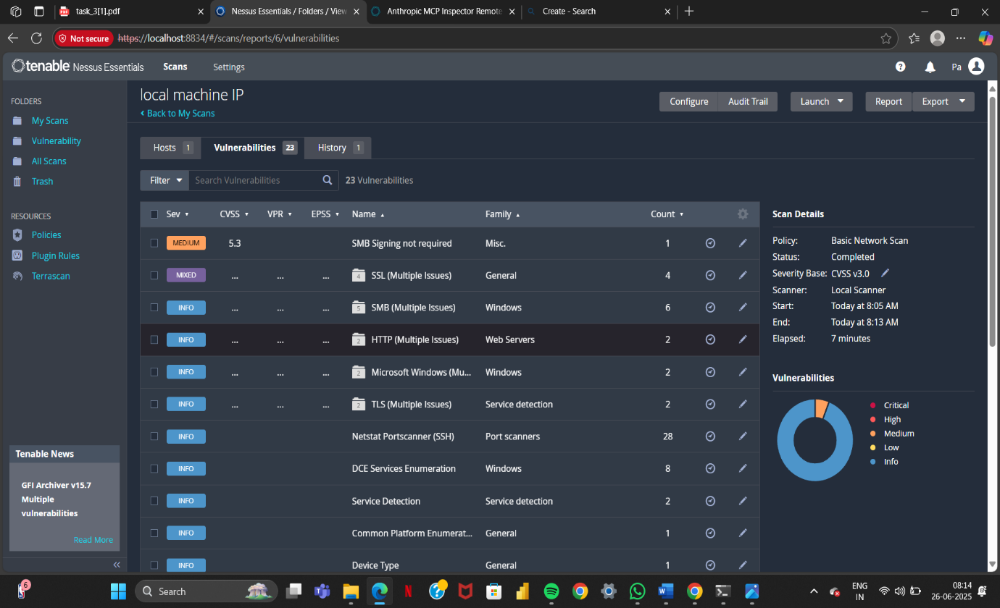 task_3[1].pdf
Nessus Essentials / Folders / View
Anthropic MCP Inspector Remote
Create - Search
Not secure
https://localhost:8834/#/scans/reports/6/vulnerabilities
tenable Nessus Essentials
Scans
Settings
Pa
FOLDERS
My Scans
Vulnerability
All Scans
Trash
RESOURCES
Policies
Plugin Rules
Terrascan
Tenable News
GFI Archiver v15.7
Multiple
vulnerabilities
Read More
local machine IP
Back to My Scans
Configure
Audit Trail
Launch
Report
Export
Hosts 1
Vulnerabilities 23
History 1
Filter
Search Vulnerabilities
23 Vulnerabilities
Sev CVSS VPR EPSS Name Family Count
MEDIUM 5.3 SMB Signing not required Misc. 1
MIXED ... ... ... 4 SSL (Multiple Issues) General 4
INFO ... ... ... 5 SMB (Multiple Issues) Windows 6
INFO ... ... ... 2 HTTP (Multiple Issues) Web Servers 2
INFO ... ... ... 2 Microsoft Windows (Mu... Windows 2
INFO ... ... ... 2 TLS (Multiple Issues) Service detection 2
INFO Netstat Portscanner (SSH) Port scanners 28
INFO DCE Services Enumeration Windows 8
INFO Service Detection Service detection 2
INFO Common Platform Enumerat... General 1
INFO Device Type General 1
Scan Details
Policy: Basic Network Scan
Status: Completed
Severity Base: CVSS v3.0
Scanner: Local Scanner
Start: Today at 8:05 AM
End: Today at 8:13 AM
Elapsed: 7 minutes
Vulnerabilities
Critical
High
Medium
Low
Info
6
Search
ENG
IN
08:14
26-06-2025